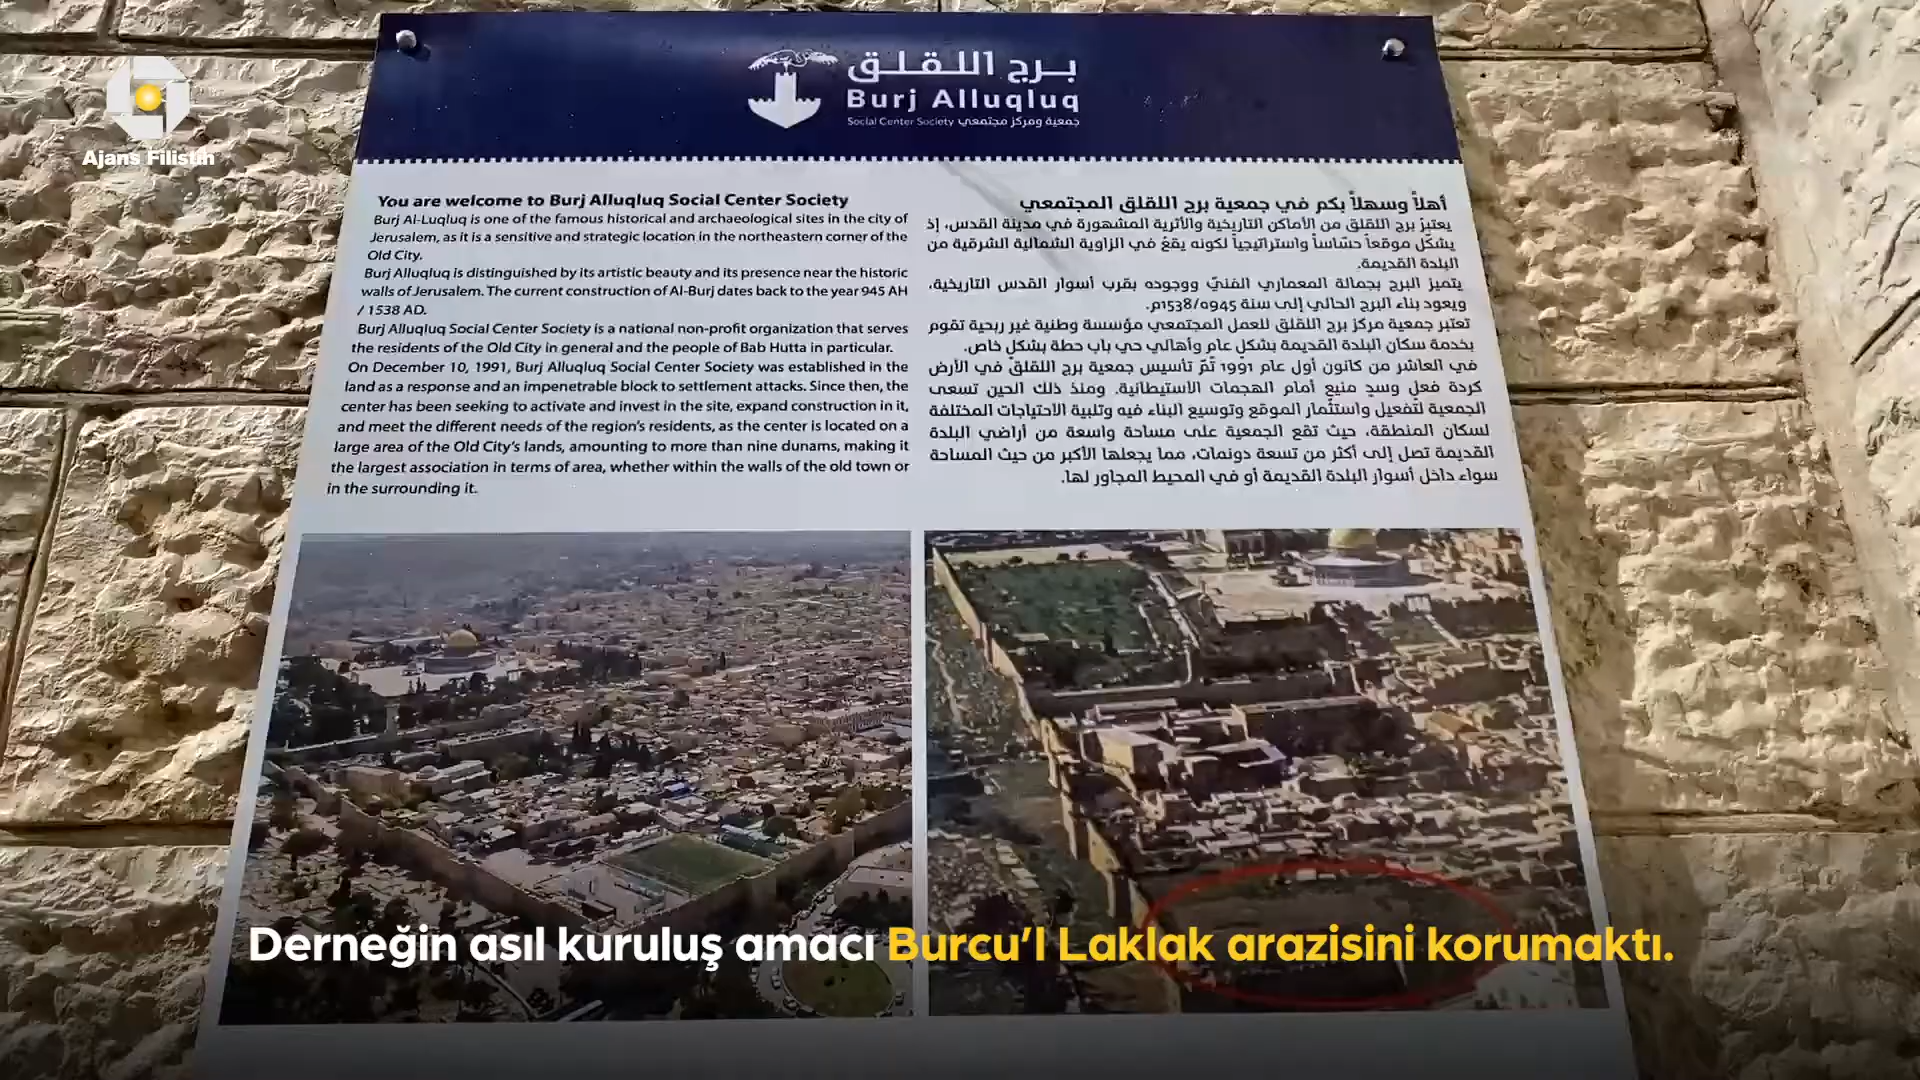 Ajans Filistin
برج اللقلق
Burj Alluqluq
Social Center Society جمعية ومركز مجتمعي
You are welcome to Burj Alluqluq Social Center Society
Burj Al-Luqluq is one of the famous historical and archaeological sites in the city of
Jerusalem, as it is a sensitive and strategic location in the northeastern corner of the
Old City.
Burj Alluqluq is distinguished by its artistic beauty and its presence near the historic
walls of Jerusalem. The current construction of Al-Burj dates back to the year 945 AH
/ 1538 AD.
Burj Alluqluq Social Center Society is a national non-profit organization that serves
the residents of the Old City in general and the people of Bab Hutta in particular.
On December 10, 1991, Burj Alluqluq Social Center Society was established in the
land as a response and an impenetrable block to settlement attacks. Since then, the
center has been seeking to activate and invest in the site, expand construction in it,
and meet the different needs of the region's residents, as the center is located on a
large area of the Old City's lands, amounting to more than nine dunams, making it
the largest association in terms of area, whether within the walls of the old town or
in the surrounding it.
أهلاً وسهلاً بكم في جمعية برج اللقلق المجتمعي
يعتبر برج اللقلق من الأماكن التاريخية والأثرية المشهورة في مدينة القدس، إذ
يشكّل موقعاً حسّاساً واستراتيجياً لكونه يقعُ في الزاوية الشمالية الشرقية من
البلدة القديمة.
يتميز البرج بجماله المعماري الفنيّ ووجوده بقرب أسوار القدس التاريخية،
ويعود بناء البرج الحالي إلى سنة 945ه/1538م.
تعتبر جمعية مركز برج اللقلق للعمل المجتمعي مؤسسة وطنية غير ربحية تقوم
بخدمة سكان البلدة القديمة بشكلٍ عام وأهالي حي باب حطة بشكلٍ خاص.
في العاشر من كانون أول عام 1991 تمّ تأسيس جمعية برج اللقلق في الأرض
كردة فعلٍ وسدٍ منيعٍ أمام الهجمات الاستيطانية. ومنذ ذلك الحين تسعى
الجمعية لتفعيل واستثمار الموقع وتوسيع البناء فيه وتلبية الاحتياجات المختلفة
لسكان المنطقة، حيث تقع الجمعية على مساحة واسعة من أراضي البلدة
القديمة تصل إلى أكثر من تسعة دونمات، مما يجعلها الأكبر من حيث المساحة
سواء داخل أسوار البلدة القديمة أو في المحيط المجاور لها.
Derneğin asıl kuruluş amacı Burcu'l Laklak arazisini korumaktı.